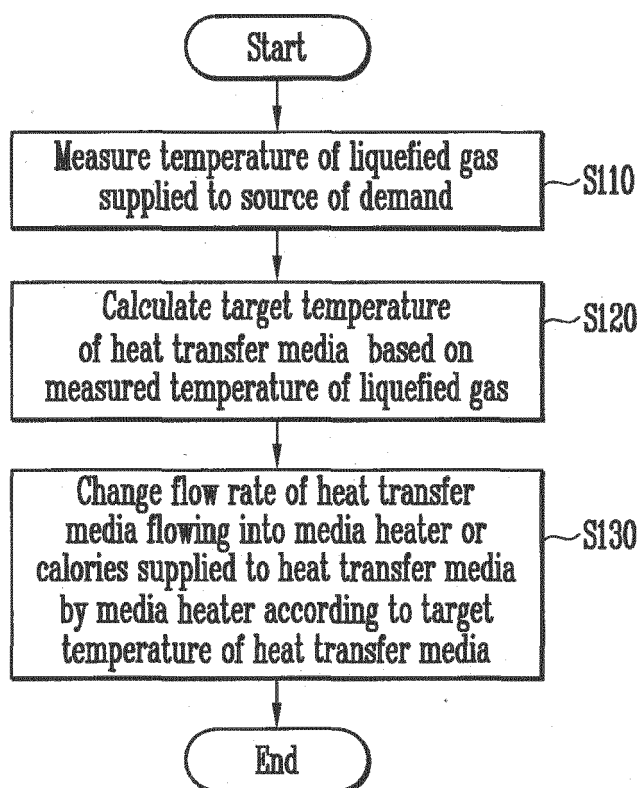 Start
Measure temperature of liquefied gas
supplied to source of demand
S110
Calculate target temperature
of heat transfer media based on
measured temperature of liquefied gas
S120
Change flow rate of heat transfer
media flowing into media heater or
calories supplied to heat transfer media
by media heater according to target
temperature of heat transfer media
S130
End